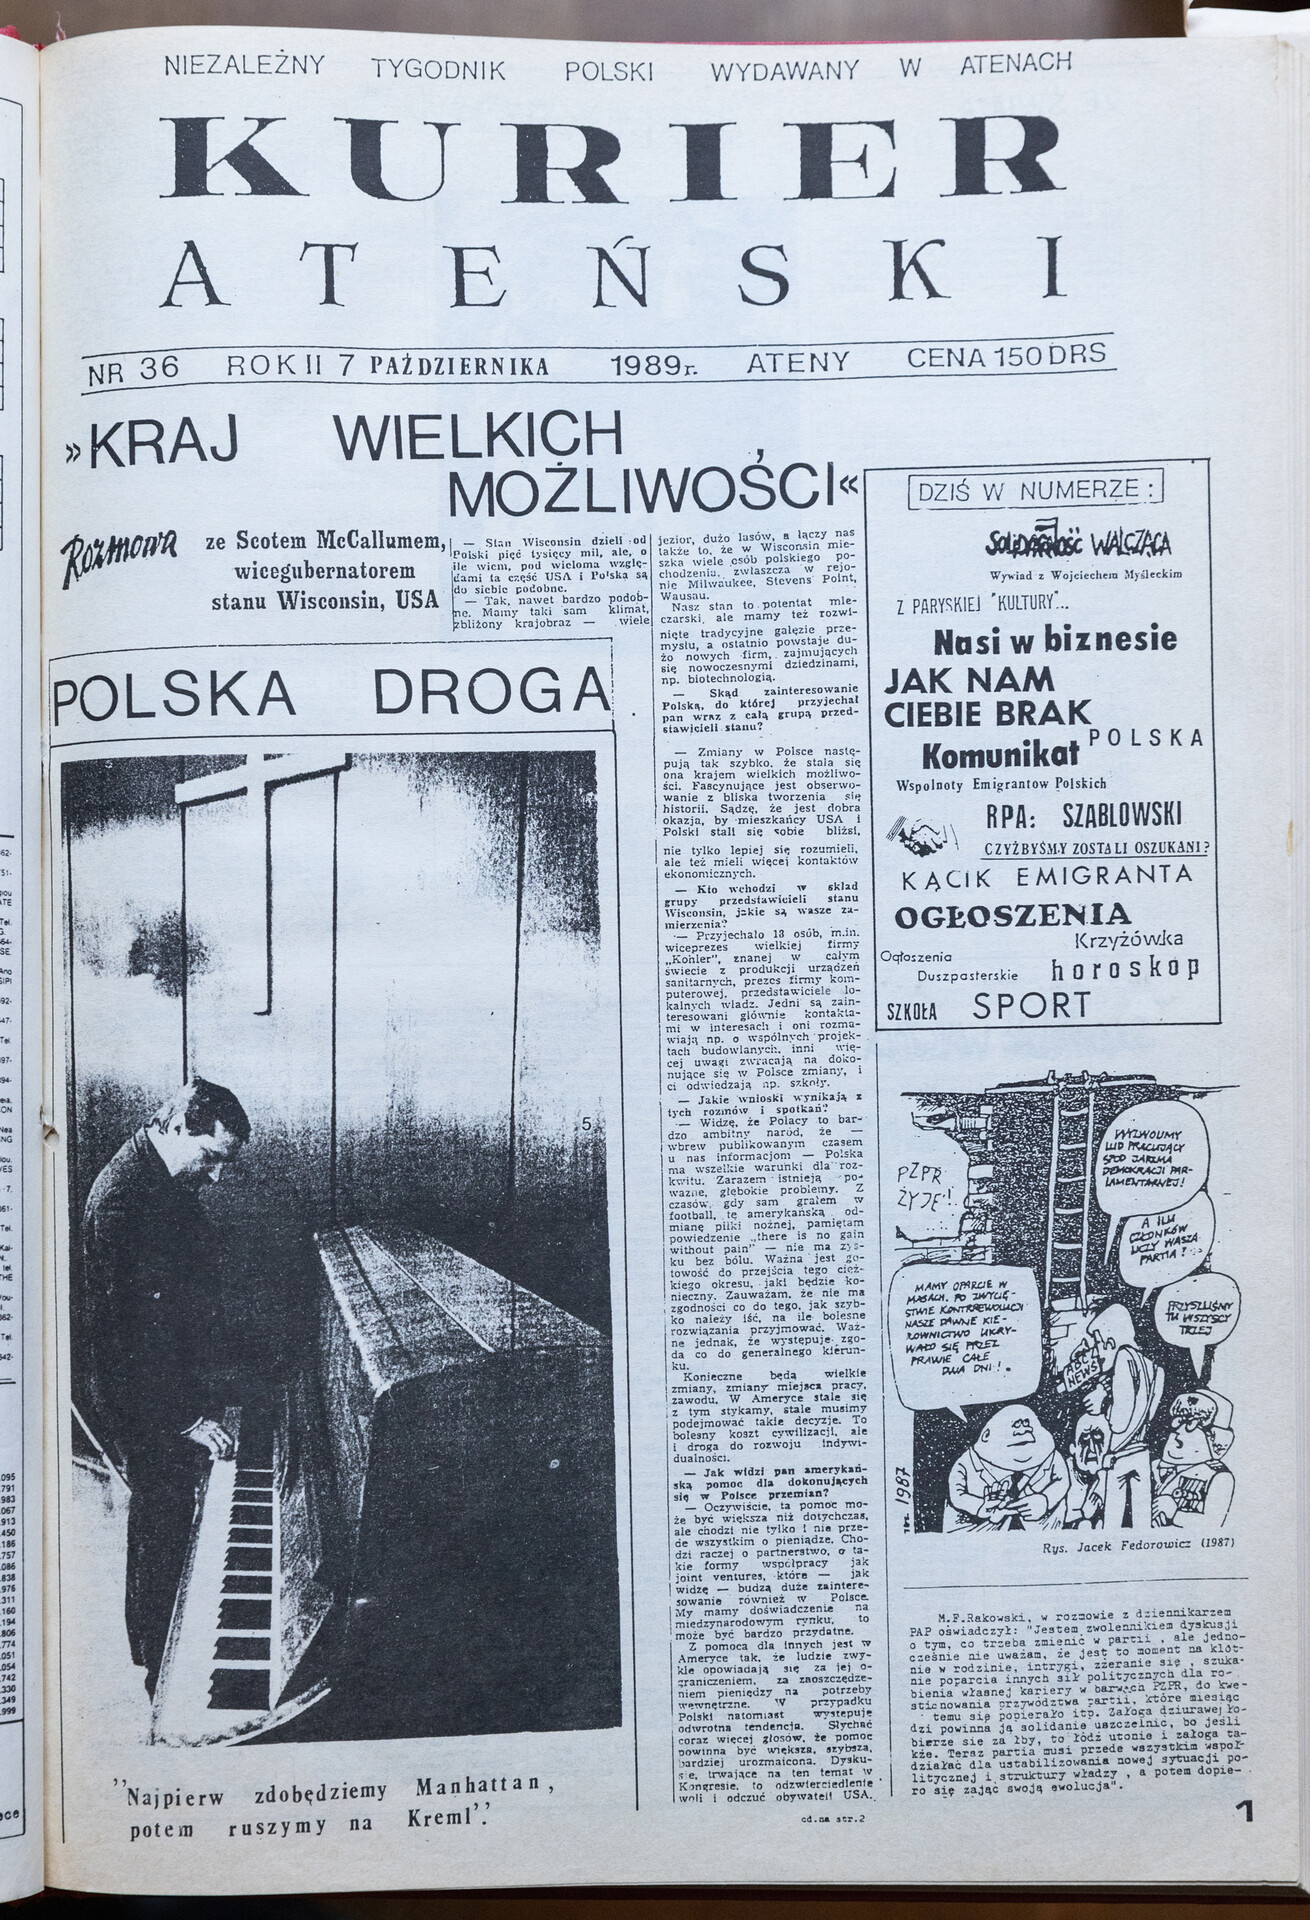 NIEZALEŻNY TYGODNIK POLSKI WYDAWANY W ATENACH
KURIER
ATEŃSKI
NR 36 ROK II 7 PAŹDZIERNIKA 1989r. ATENY CENA 150 DRS
»KRAJ WIELKICH
MOŻLIWOŚCI«
Rozmowa
ze Scotem McCallumem,
wicegubernatorem
stanu Wisconsin, USA
— Stan Wisconsin dzieli od
Polski pięć tysięcy mil, ale, o
ile wiem, pod wieloma wzglę-
dami ta część USA i Polska są
do siebie podobne.
— Tak, nawet bardzo podob-
ne. Mamy taki sam klimat,
zbliżony krajobraz — wiele
jezior, dużo lasów, a łączy nas
także to, że w Wisconsin mie-
szka wiele osób polskiego po-
chodzenia, zwłaszcza w rejo-
nie Milwaukee, Stevens Point,
Wausau.
Nasz stan to potentat mle-
czarski, ale mamy też rozwi-
nięte tradycyjne gałęzie prze-
mysłu, a ostatnio powstaje du-
żo nowych firm, zajmujących
się nowoczesnymi dziedzinami,
np. biotechnologią.
— Skąd zainteresowanie
Polską, do której przyjechał
pan wraz z całą grupą przed-
stawicieli stanu?
— Zmiany w Polsce nastę-
pują tak szybko, że stała się
ona krajem wielkich możliwo-
ści. Fascynujące jest obserwo-
wanie z bliska tworzenia się
historii. Sądzę, że jest dobra
okazja, by mieszkańcy USA i
Polski stali się sobie bliżsi,
nie tylko lepiej się rozumieli,
ale też mieli więcej kontaktów
ekonomicznych.
— Kto wchodzi w skład
grupy przedstawicieli stanu
Wisconsin, jakie są wasze za-
mierzenia?
— Przyjechało 13 osób, m.in.
wiceprezes wielkiej firmy
„Kohler", znanej w całym
świecie z produkcji urządzeń
sanitarnych, prezes firmy kom-
puterowej, przedstawiciele lo-
kalnych władz. Jedni są zain-
teresowani głównie kontakta-
mi w interesach i oni rozma-
wiają np. o wspólnych projek-
tach budowlanych, inni wię-
cej uwagi zwracają na doko-
nujące się w Polsce zmiany, i
ci odwiedzają np. szkoły.
— Jakie wnioski wynikają z
tych rozmów i spotkań?
— Widzę, że Polacy to bar-
dzo ambitny naród, że —
wbrew publikowanym czasem
u nas informacjom — Polska
ma wszelkie warunki dla roz-
kwitu. Zarazem istnieją po-
ważne, głębokie problemy. Z
czasów, gdy sam grałem w
football, tę amerykańską od-
mianę piłki nożnej, pamiętam
powiedzenie „there is no gain
without pain" — nie ma zys-
ku bez bólu. Ważna jest go-
towość do przejścia tego cięż-
kiego okresu, jaki będzie ko-
nieczny. Zauważam, że nie ma
zgodności co do tego, jak szyb-
ko należy iść, na ile bolesne
rozwiązania przyjmować. Waż-
ne jednak, że występuje zgo-
da co do generalnego kierun-
ku.
Konieczne będą wielkie
zmiany, zmiany miejsca pracy,
zawodu. W Ameryce stale się
z tym stykamy, stale musimy
podejmować takie decyzje. To
bolesny koszt cywilizacji, ale
i droga do rozwoju indywi-
dualności.
— Jak widzi pan amerykań-
ską pomoc dla dokonujących
się w Polsce przemian?
— Oczywiście, ta pomoc mo-
że być większa niż dotychczas,
ale chodzi nie tylko i nie prze-
de wszystkim o pieniądze. Cho-
dzi raczej o partnerstwo, o ta-
kie formy współpracy jak
joint ventures, które — jak
widzę — budzą duże zaintere-
sowanie również w Polsce.
My mamy doświadczenie na
międzynarodowym rynku, to
może być bardzo przydatne.
Z pomocą dla innych jest w
Ameryce tak, że ludzie zwy-
kle opowiadają się za jej o-
graniczeniem, za zaoszczędze-
niem pieniędzy na potrzeby
wewnętrzne. W przypadku
Polski natomiast występuje
odwrotna tendencja. Słychać
coraz więcej głosów, że pomoc
powinna być większa, szybsza,
bardziej urozmaicona. Dysku-
sje, trwające na ten temat w
Kongresie, to odzwierciedlenie
woli i odczuć obywateli USA.
cd.na str.2
POLSKA DROGA
5
"Najpierw zdobędziemy Manhattan,
potem ruszymy na Kreml".
DZIŚ W NUMERZE:
SOLIDARNOŚĆ WALCZĄCA
Wywiad z Wojciechem Myśleckim
Z PARYSKIEJ "KULTURY"...
Nasi w biznesie
JAK NAM
CIEBIE BRAK
Komunikat POLSKA
Wspolnoty Emigrantow Polskich
RPA: SZABLOWSKI
CZYŻBYŚMY ZOSTALI OSZUKANI?
KĄCIK EMIGRANTA
OGŁOSZENIA
Krzyżówka
Ogłoszenia
Duszpasterskie horoskop
SZKOŁA SPORT
PZPR
ŻYJE!
WYZWOLIMY
LUD PRACUJĄCY
SPOD JARZMA
DEMOKRACJI PAR-
LAMENTARNEJ!
A ILU
CZŁONKÓW
LICZY WASZA
PARTIA?
PRZYSZLIŚMY
TU WSZYSCY
TRZEJ
MAMY OPARCIE W
MASACH. PO ZWYCIĘ-
STWIE KONTRREWOLUCJI
NASZE DAWNE KIE-
ROWNICTWO UKRY-
WAŁO SIĘ PRZEZ
PRAWIE CAŁE
DWA DNI!
ABC
NEWS
1987
Rys. Jacek Fedorowicz (1987)
M.F.Rakowski, w rozmowie z dziennikarzem
PAP oświadczył: "Jestem zwolennikiem dyskusji
o tym, co trzeba zmienić w partii , ale jedno-
cześnie nie uważam, że jest to moment na kłót-
nie w rodzinie, intrygi, zżeranie się , szuka-
nie poparcia innych sił politycznych dla ro-
bienia własnej kariery w barwach PZPR, do kwe-
stionowania przywództwa partii, które miesiąc
temu się popierało itp. Załoga dziurawej ło-
dzi powinna ją solidanie uszczelnić, bo jeśli
bierze się za łby, to łódź utonie i załoga ta-
kże. Teraz partia musi przede wszystkim wspoł-
działać dla ustabilizowania nowej sytuacji po-
litycznej i struktury władzy , a potem dopie-
ro się zająć swoją ewolucją".
1